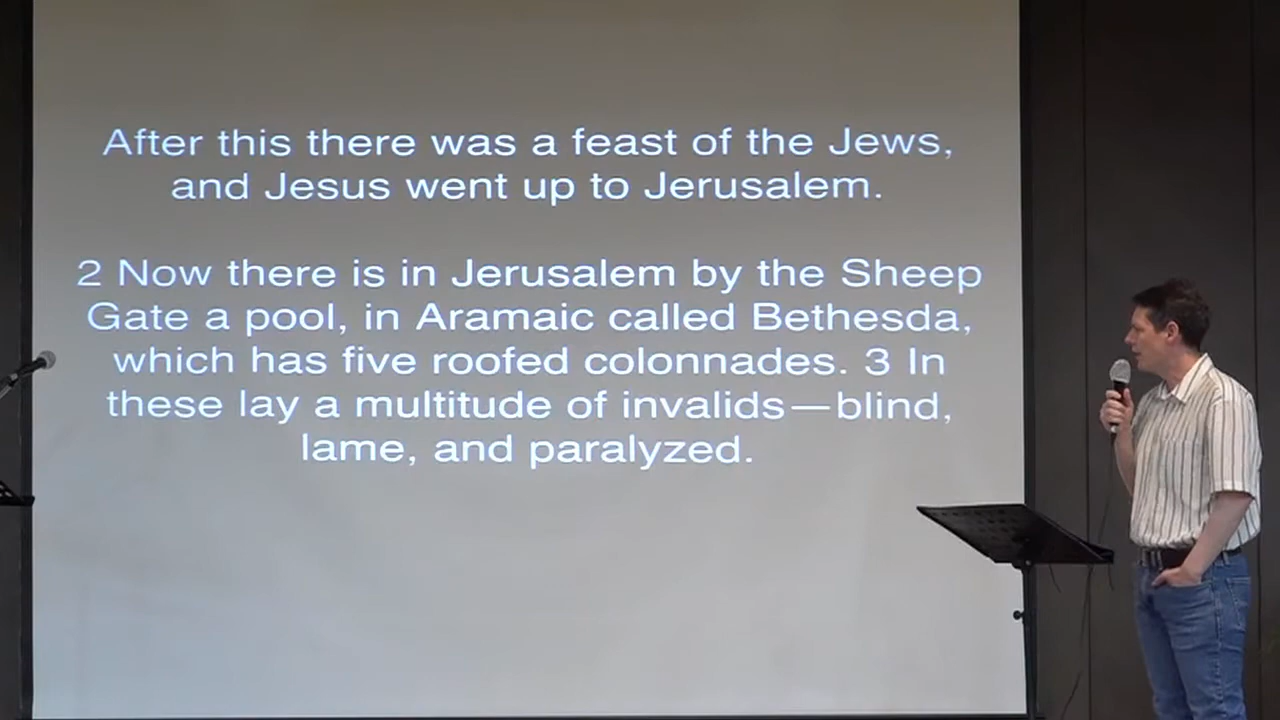 After this there was a feast of the Jews,
and Jesus went up to Jerusalem.
2 Now there is in Jerusalem by the Sheep
Gate a pool, in Aramaic called Bethesda,
which has five roofed colonnades. 3 In
these lay a multitude of invalids—blind,
lame, and paralyzed.